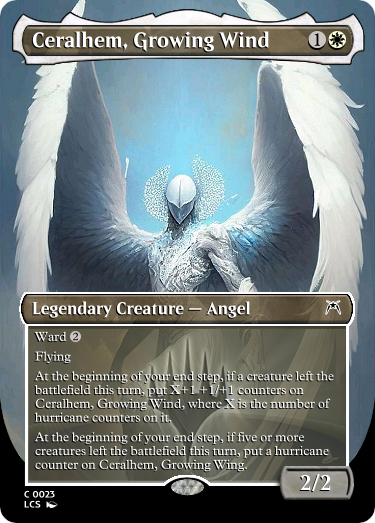 Ceralhem, Growing Wind 1
Legendary Creature — Angel
Ward 2
Flying
At the beginning of your end step, if a creature left the
battlefield this turn, put X+1 +1/+1 counters on
Ceralhem, Growing Wind, where X is the number of
hurricane counters on it.
At the beginning of your end step, if five or more
creatures left the battlefield this turn, put a hurricane
counter on Ceralhem, Growing Wing.
2/2
C 0023
LCS